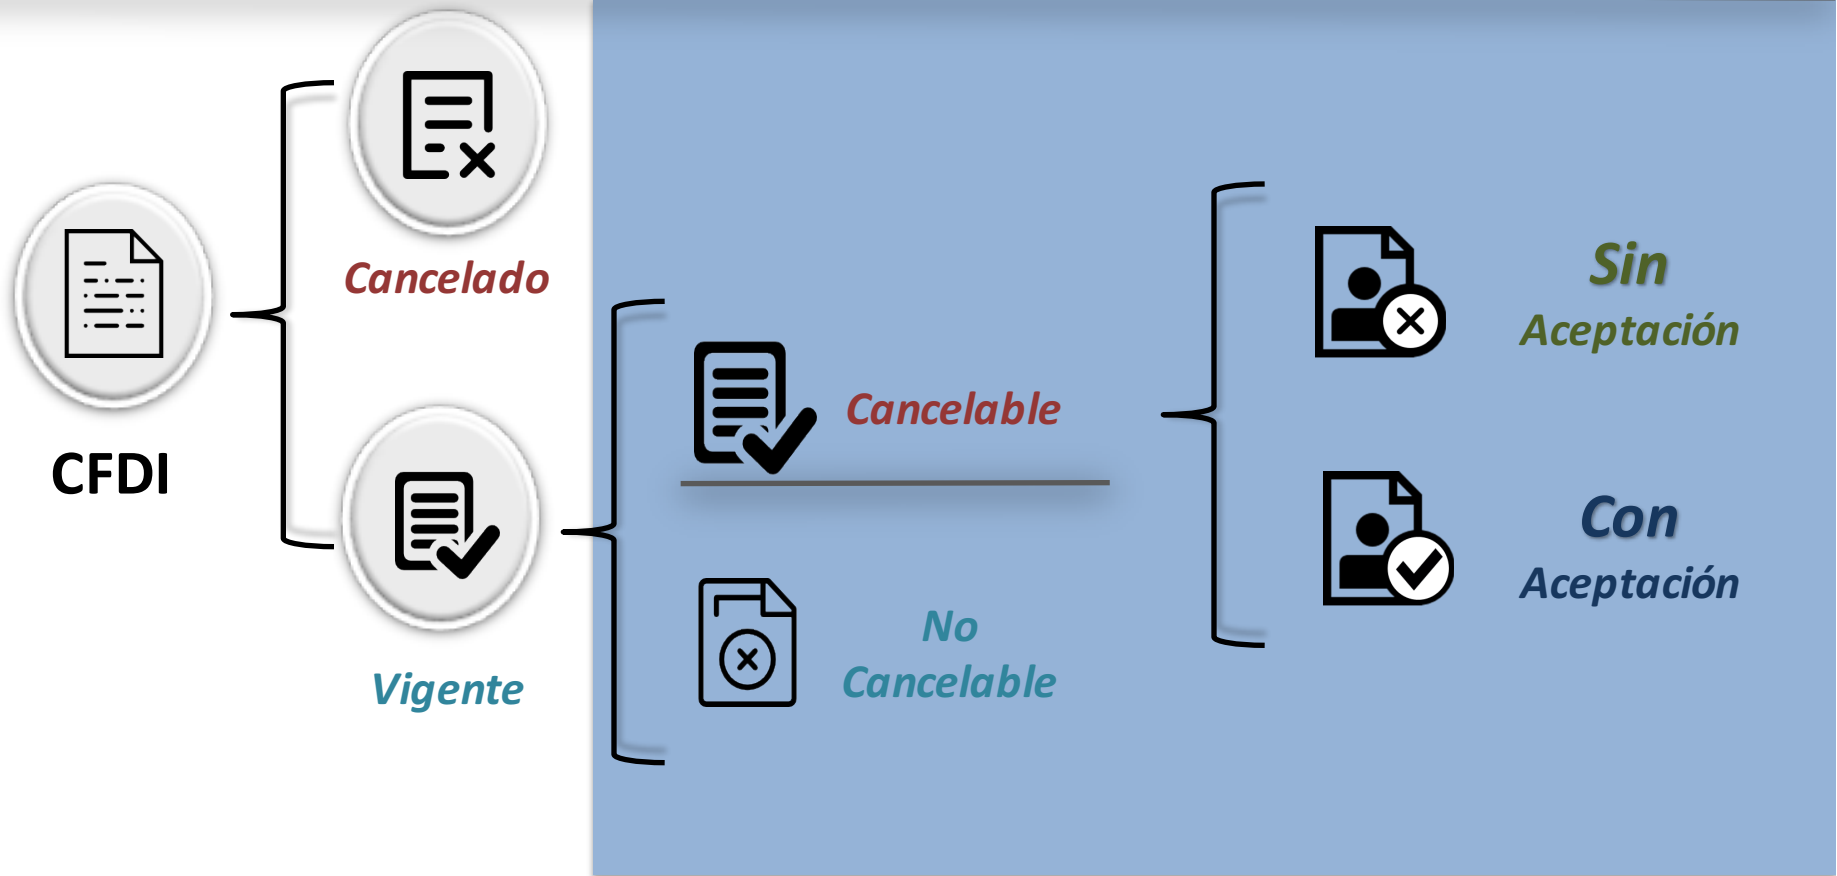 CFDI
Cancelado
Vigente
Cancelable
No
Cancelable
Sin
Aceptación
Con
Aceptación